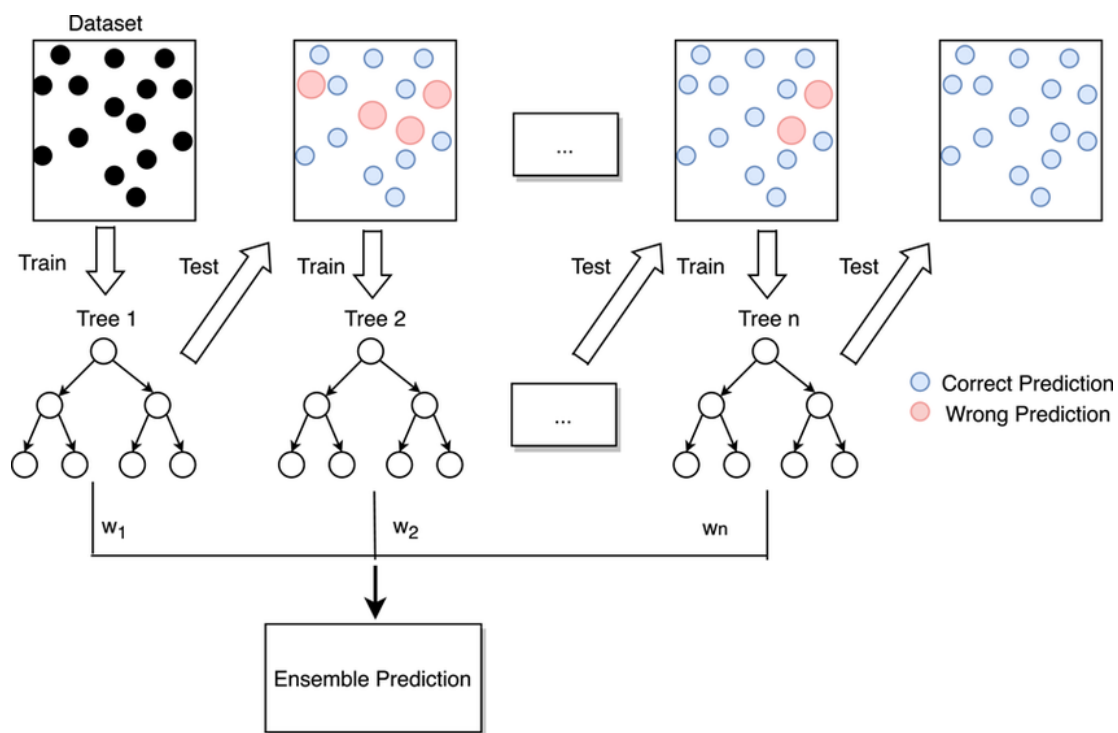 Dataset
...
Train
Test
Train
Test
Train
Test
Tree 1
Tree 2
Tree n
Correct Prediction
Wrong Prediction
...
w1
w2
wn
Ensemble Prediction